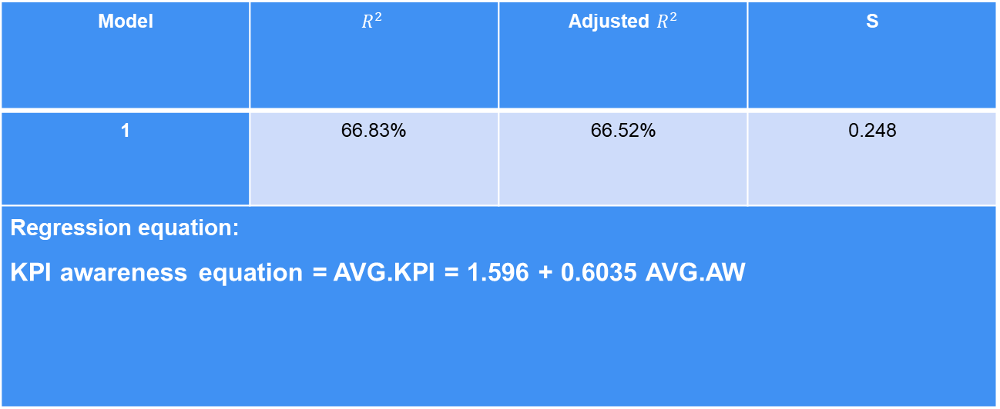 Model R² Adjusted R² S
1 66.83% 66.52% 0.248
Regression equation:
KPI awareness equation = AVG.KPI = 1.596 + 0.6035 AVG.AW